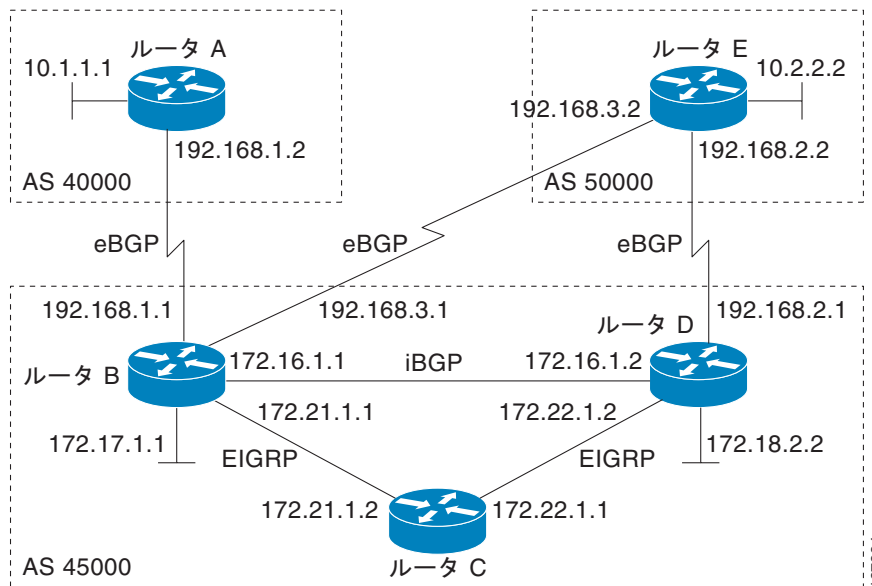 ルータ A
ルータ E
10.1.1.1
10.2.2.2
192.168.3.2
192.168.1.2
192.168.2.2
AS 40000
AS 50000
eBGP
eBGP
eBGP
192.168.1.1
192.168.3.1
192.168.2.1
ルータ D
ルータ B
172.16.1.1
iBGP
172.16.1.2
172.21.1.1
172.22.1.2
172.17.1.1
172.18.2.2
EIGRP
EIGRP
172.21.1.2
172.22.1.1
AS 45000
ルータ C